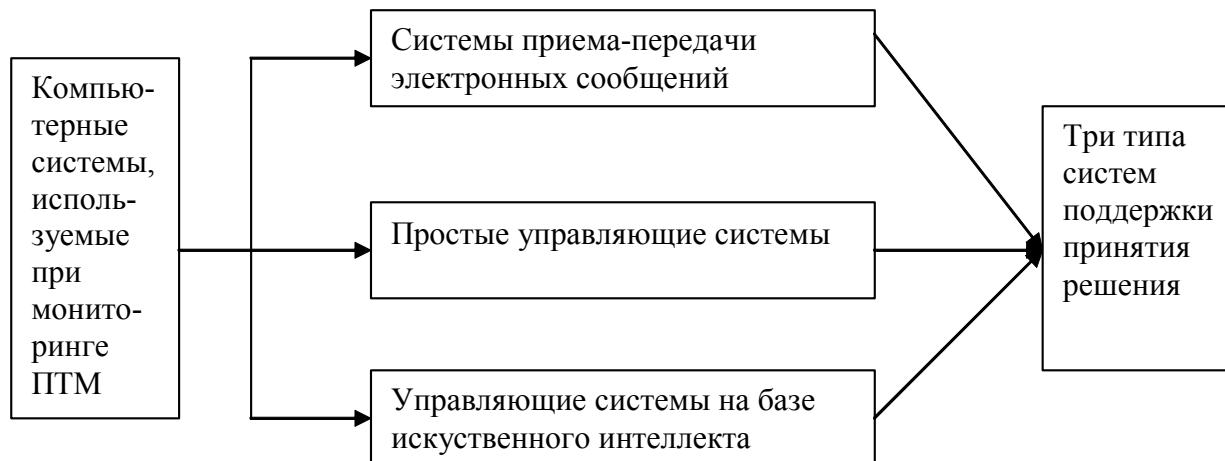 Компью-
терные
системы,
исполь-
зуемые
при
монито-
ринге
ПТМ
Системы приема-передачи
электронных сообщений
Простые управляющие системы
Управляющие системы на базе
искуственного интеллекта
Три типа
систем
поддержки
принятия
решения